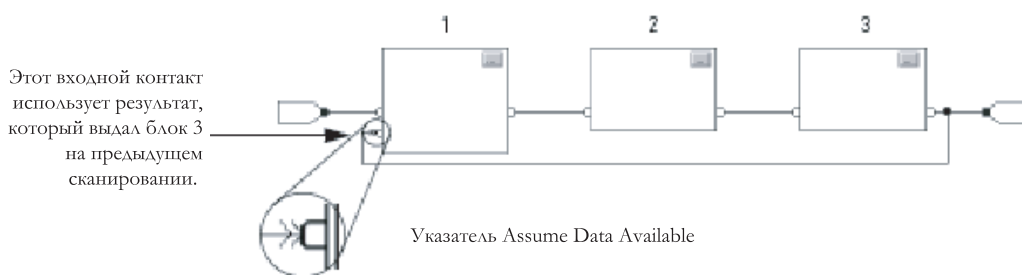 1 2 3
Этот входной контакт
использует результат,
который выдал блок 3
на предыдущем
сканировании.
Указатель Assume Data Available